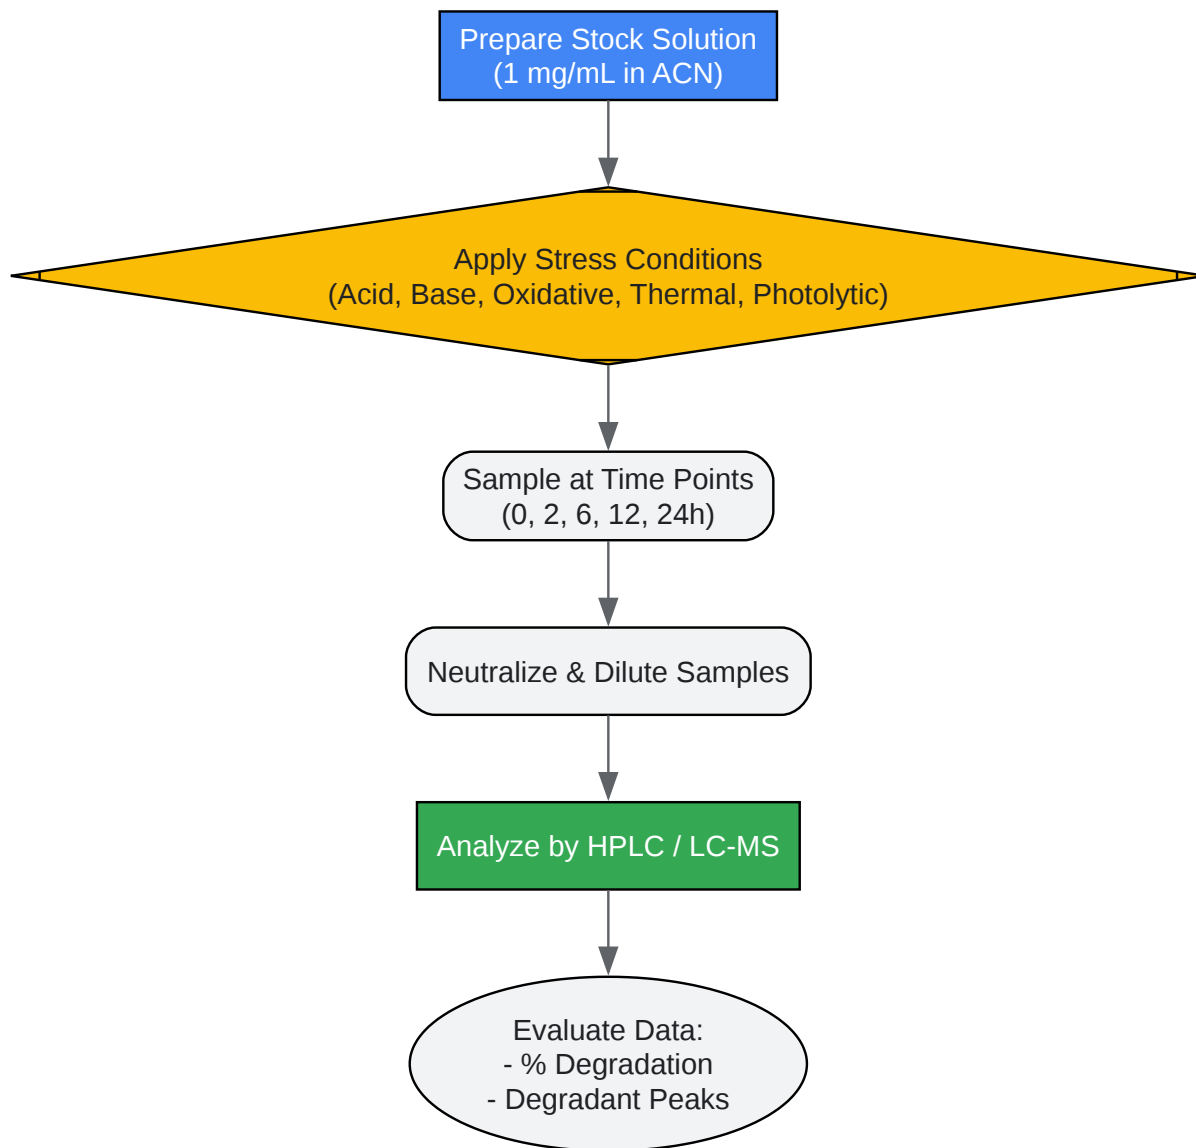 Prepare Stock Solution
(1 mg/mL in ACN)
Apply Stress Conditions
(Acid, Base, Oxidative, Thermal, Photolytic)
Sample at Time Points
(0, 2, 6, 12, 24h)
Neutralize & Dilute Samples
Analyze by HPLC / LC-MS
Evaluate Data:
- % Degradation
- Degradant Peaks